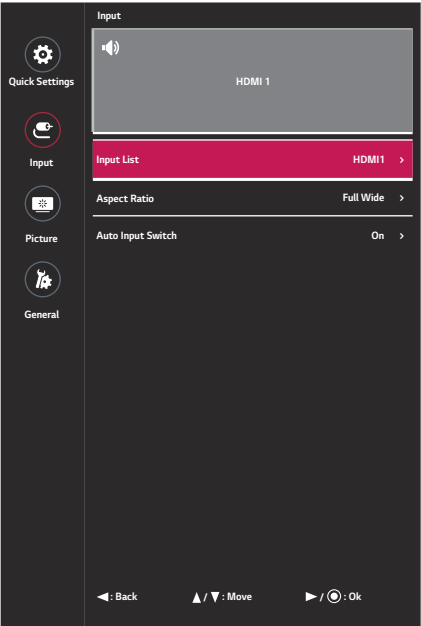 Input
HDMI 1
Quick Settings
Input
Picture
General
Input List HDMI1 >
Aspect Ratio Full Wide >
Auto Input Switch On >
◀ : Back ▲ / ▼ : Move ▶ / ◉ : Ok